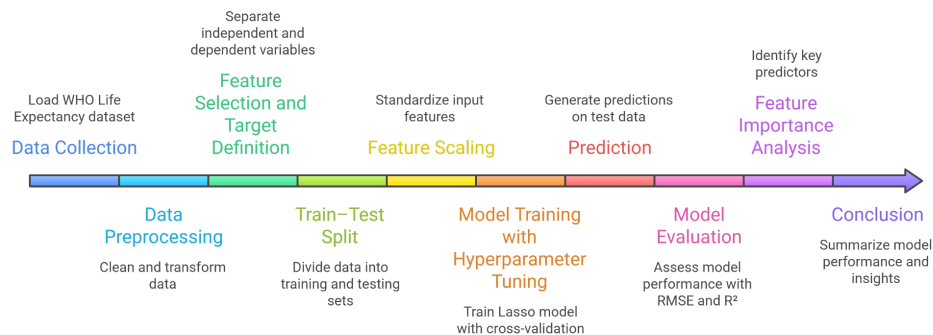 Load WHO Life
Expectancy dataset
Data Collection
Data
Preprocessing
Clean and transform
data
Separate
independent and
dependent variables
Feature
Selection and
Target
Definition
Train–Test
Split
Divide data into
training and testing
sets
Standardize input
features
Feature Scaling
Model Training
with
Hyperparameter
Tuning
Train Lasso model
with cross-validation
Generate predictions
on test data
Prediction
Model
Evaluation
Assess model
performance with
RMSE and R²
Identify key
predictors
Feature
Importance
Analysis
Conclusion
Summarize model
performance and
insights